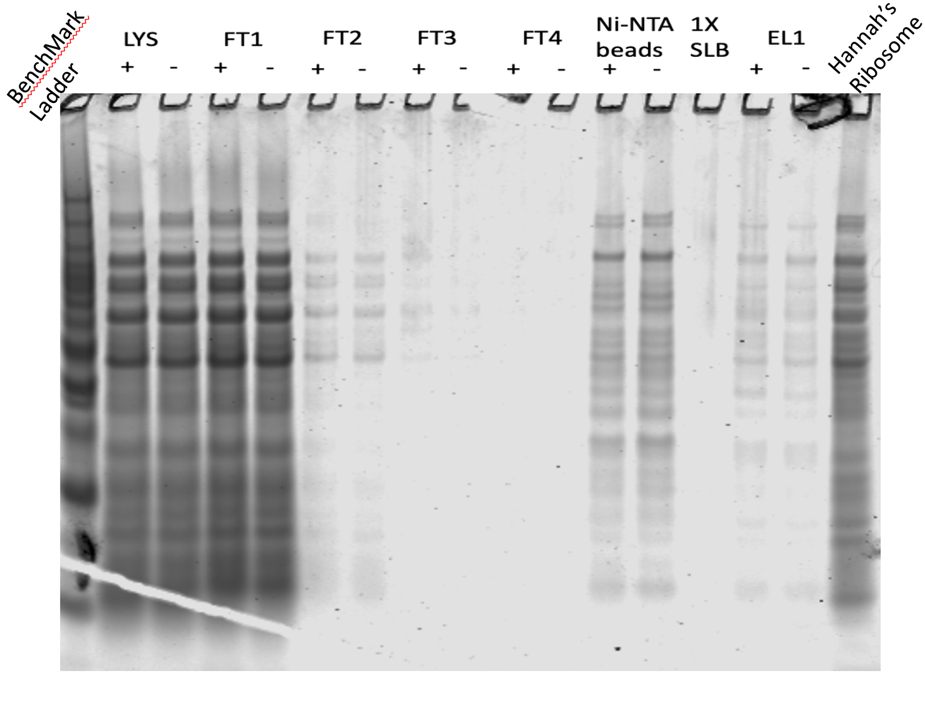 BenchMark
Ladder
LYS
FT1
FT2
FT3
FT4
Ni-NTA
beads
1X
SLB
EL1
Hannah's
Ribosome
+ - + - + - + - + - + - + -